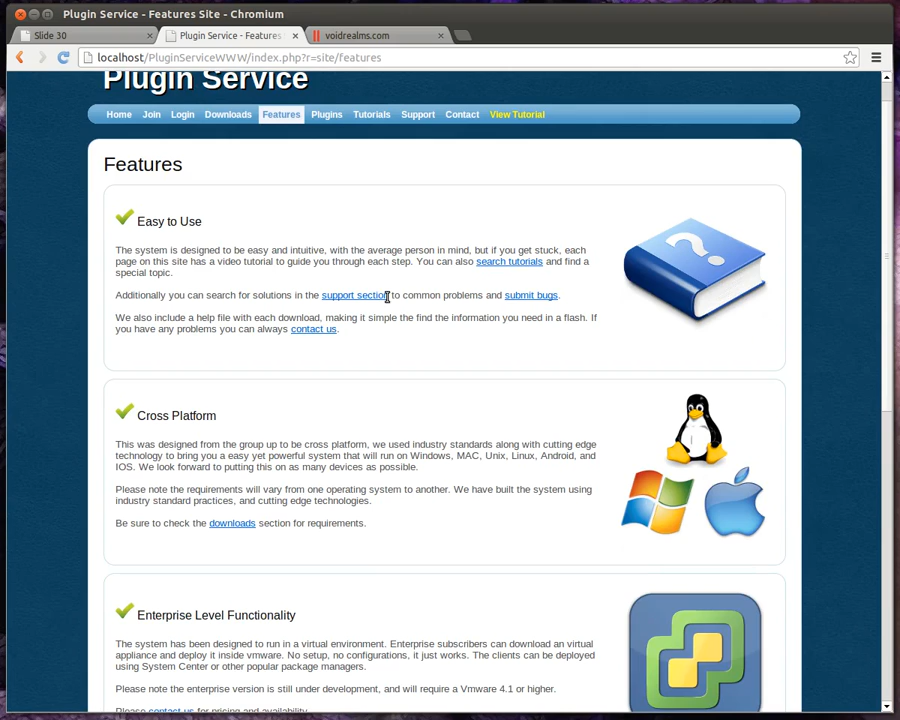 Plugin Service - Features Site - Chromium
Slide 30
Plugin Service - Features
voidrealms.com
localhost/PluginServiceWWW/index.php?r=site/features
Plugin Service
Home Join Login Downloads Features Plugins Tutorials Support Contact View Tutorial
Features
Easy to Use
The system is designed to be easy and intuitive, with the average person in mind, but if you get stuck, each
page on this site has a video tutorial to guide you through each step. You can also search tutorials and find a
special topic.
Additionally you can search for solutions in the support section to common problems and submit bugs.
We also include a help file with each download, making it simple the find the information you need in a flash. If
you have any problems you can always contact us.
Cross Platform
This was designed from the group up to be cross platform, we used industry standards along with cutting edge
technology to bring you a easy yet powerful system that will run on Windows, MAC, Unix, Linux, Android, and
IOS. We look forward to putting this on as many devices as possible.
Please note the requirements will vary from one operating system to another. We have built the system using
industry standard practices, and cutting edge technologies.
Be sure to check the downloads section for requirements.
Enterprise Level Functionality
The system has been designed to run in a virtual environment. Enterprise subscribers can download an virtual
appliance and deploy it inside vmware. No setup, no configurations, it just works. The clients can be deployed
using System Center or other popular package managers.
Please note the enterprise version is still under development, and will require a Vmware 4.1 or higher.
Please contact us for pricing and availability.